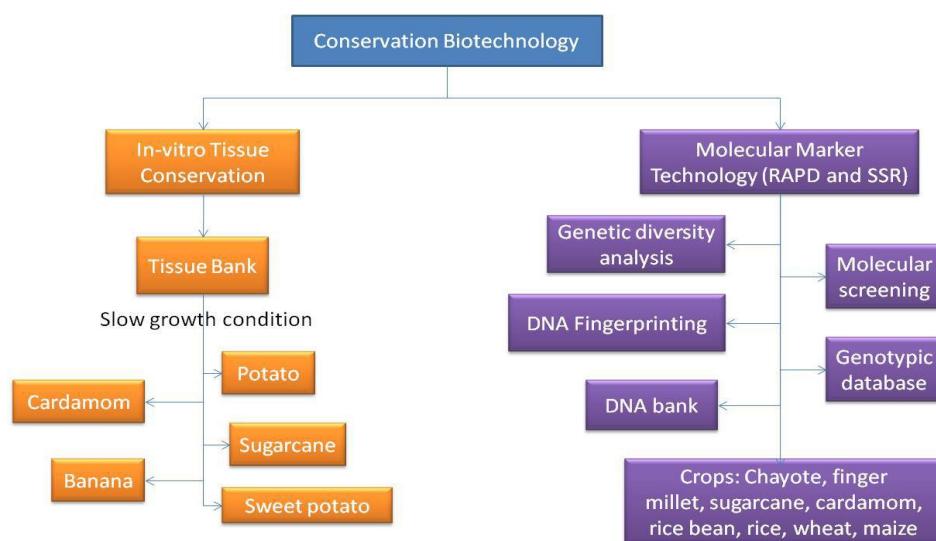 Conservation Biotechnology
In-vitro Tissue
Conservation
Tissue Bank
Slow growth condition
Potato
Cardamom
Sugarcane
Banana
Sweet potato
Molecular Marker
Technology (RAPD and SSR)
Genetic diversity
analysis
Molecular
screening
DNA Fingerprinting
Genotypic
database
DNA bank
Crops: Chayote, finger
millet, sugarcane, cardamom,
rice bean, rice, wheat, maize